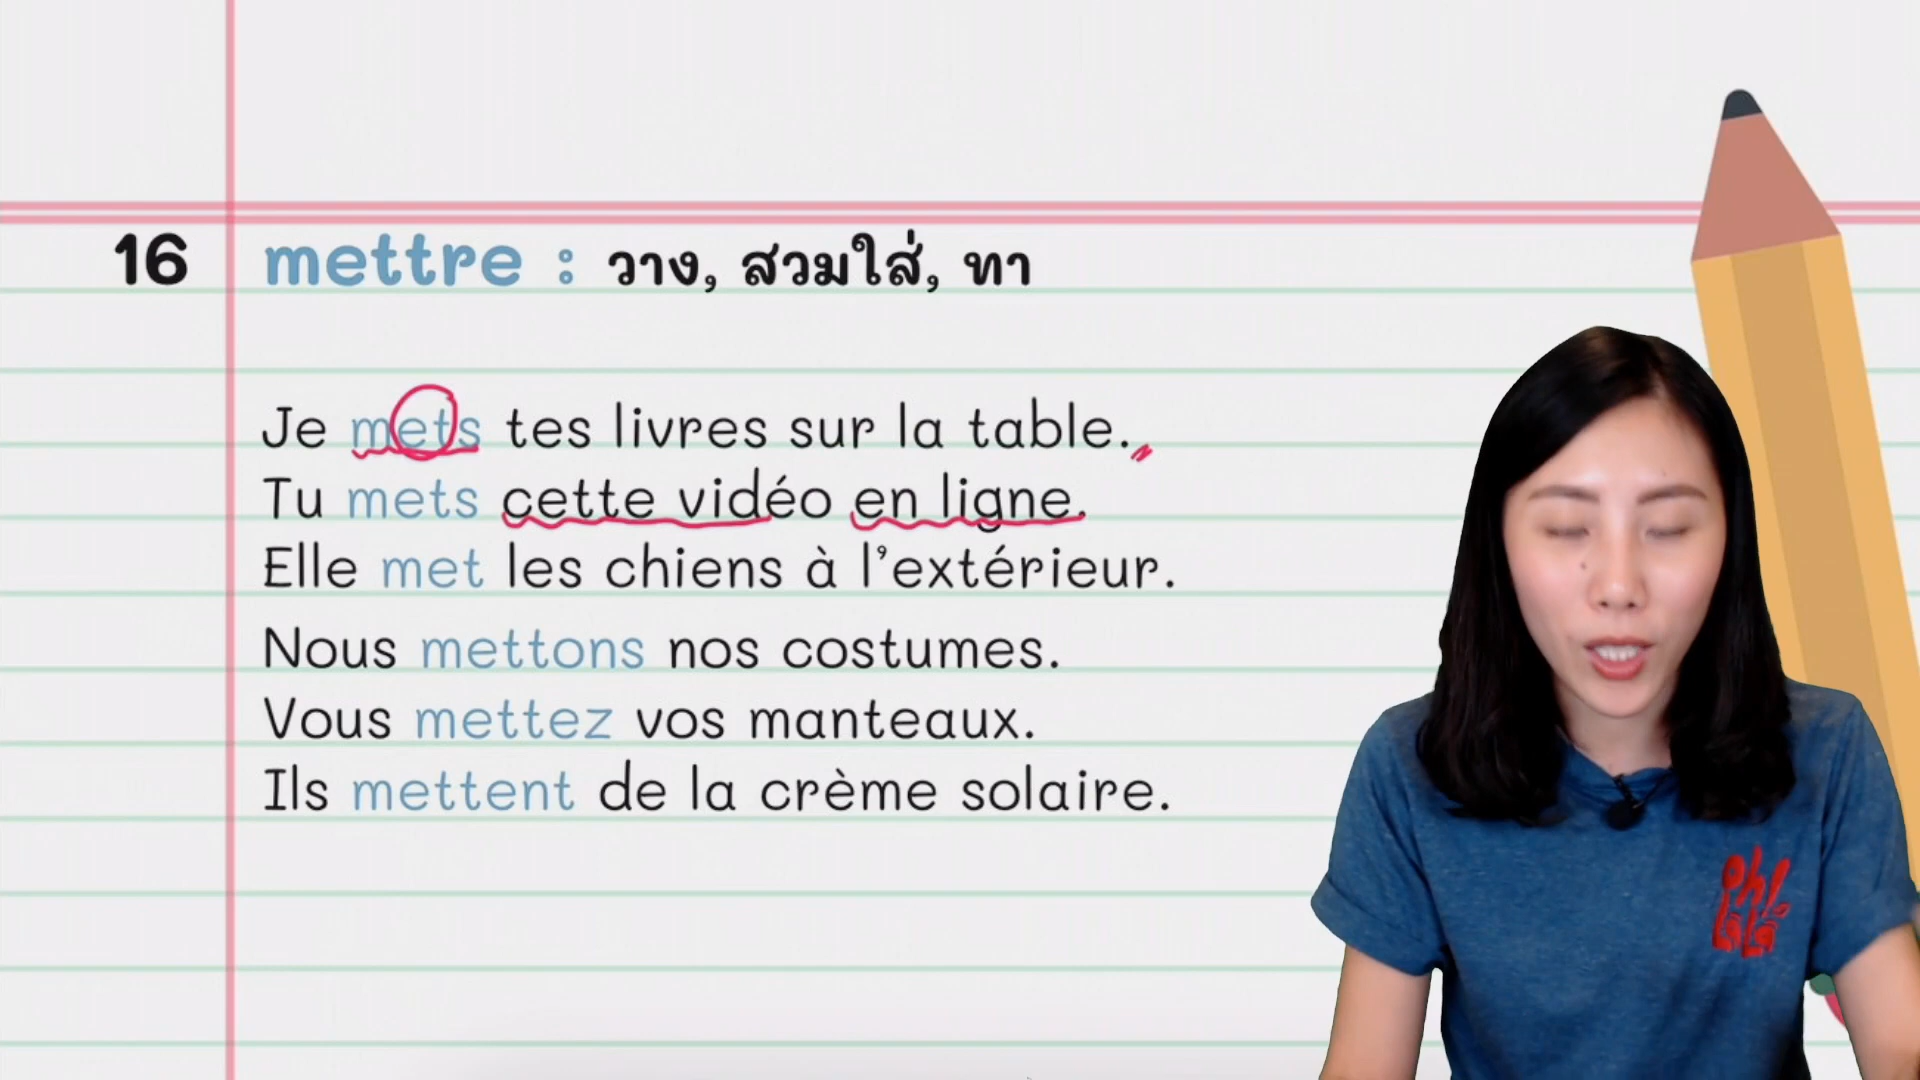 16 mettre : วาง, สวมใส่, ทา
Je mets tes livres sur la table.
Tu mets cette vidéo en ligne.
Elle met les chiens à l'extérieur.
Nous mettons nos costumes.
Vous mettez vos manteaux.
Ils mettent de la crème solaire.
Oh!
LàLà